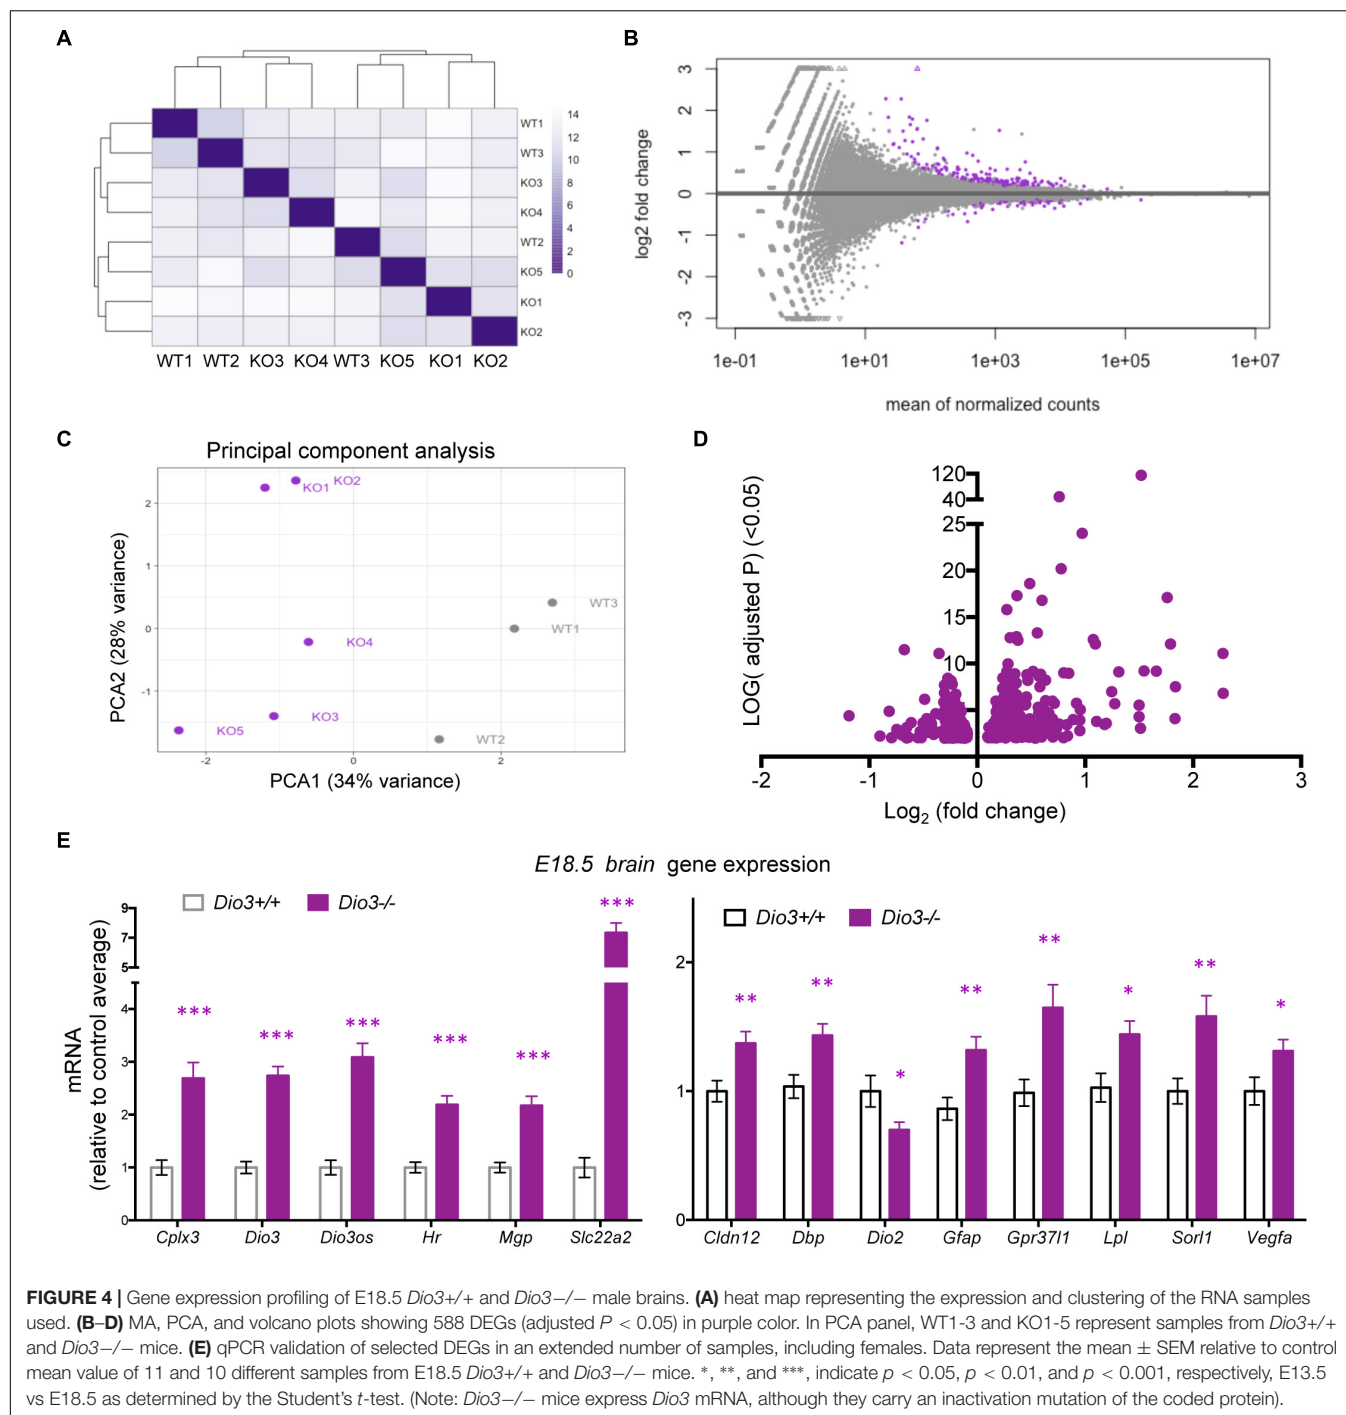 A
WT1
WT3
KO3
KO4
WT2
KO5
KO1
KO2
14
12
10
8
6
4
2
0
WT1 WT2 KO3 KO4 WT3 KO5 KO1 KO2
B
log2 fold change
3
2
1
0
-1
-2
-3
1e-01 1e+01 1e+03 1e+05 1e+07
mean of normalized counts
C
Principal component analysis
PCA2 (28% variance)
2
1
0
-1
KO1 KO2
WT3
WT1
KO4
KO3
KO5
WT2
-2 0 2
PCA1 (34% variance)
D
LOG( adjusted P) (<0.05)
120
40
25
20
15
10
-2 -1 0 1 2 3
Log2 (fold change)
E
E18.5 brain gene expression
mRNA
(relative to control average)
Dio3+/+ Dio3-/-
9
7
5
4
3
2
1
0
*** *** *** *** *** ***
Cplx3 Dio3 Dio3os Hr Mgp Slc22a2
Dio3+/+ Dio3-/-
2
1
0
** ** * ** ** * ** *
Cldn12 Dbp Dio2 Gfap Gpr37l1 Lpl Sorl1 Vegfa
FIGURE 4 | Gene expression profiling of E18.5 Dio3+/+ and Dio3−/− male brains. (A) heat map representing the expression and clustering of the RNA samples
used. (B–D) MA, PCA, and volcano plots showing 588 DEGs (adjusted P < 0.05) in purple color. In PCA panel, WT1-3 and KO1-5 represent samples from Dio3+/+
and Dio3−/− mice. (E) qPCR validation of selected DEGs in an extended number of samples, including females. Data represent the mean ± SEM relative to control
mean value of 11 and 10 different samples from E18.5 Dio3+/+ and Dio3−/− mice. *, **, and ***, indicate p < 0.05, p < 0.01, and p < 0.001, respectively, E13.5
vs E18.5 as determined by the Student's t-test. (Note: Dio3−/− mice express Dio3 mRNA, although they carry an inactivation mutation of the coded protein).